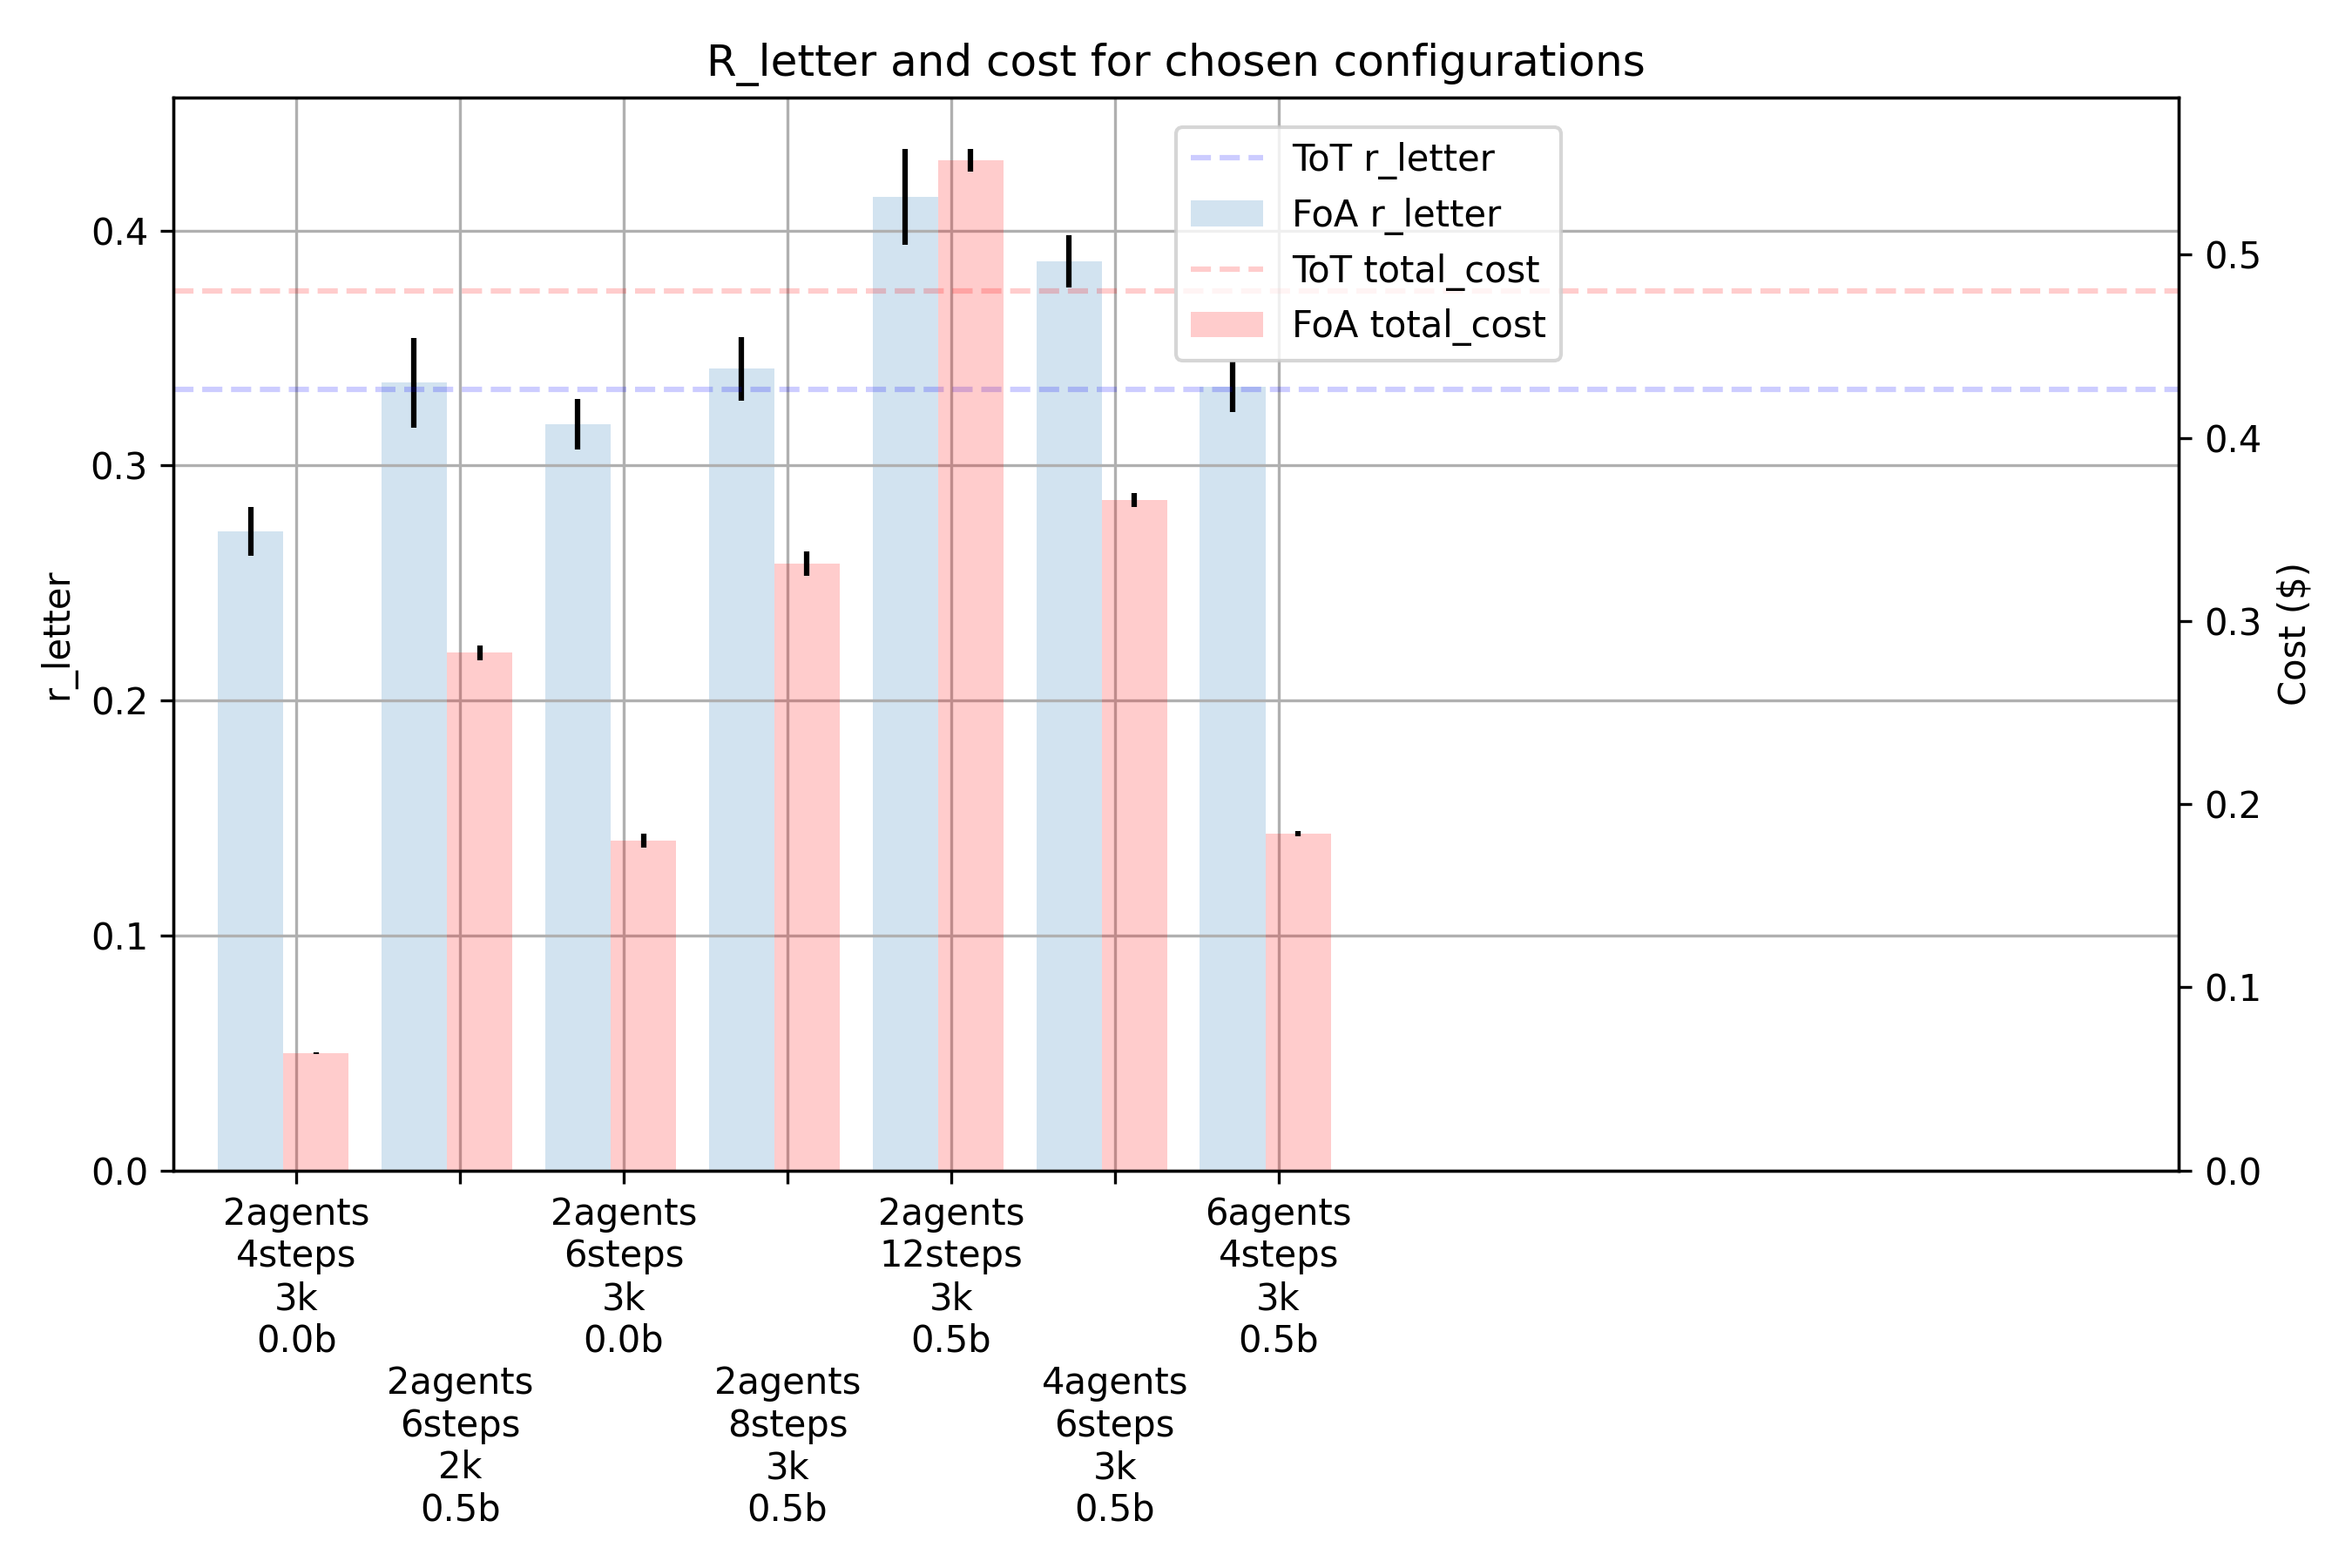 R_letter and cost for chosen configurations
ToT r_letter
FoA r_letter
ToT total_cost
FoA total_cost
r_letter
0.4
0.3
0.2
0.1
0.0
Cost ($)
0.5
0.4
0.3
0.2
0.1
0.0
2agents
4steps
3k
0.0b
2agents
6steps
2k
0.5b
2agents
6steps
3k
0.0b
2agents
8steps
3k
0.5b
2agents
12steps
3k
0.5b
4agents
6steps
3k
0.5b
6agents
4steps
3k
0.5b